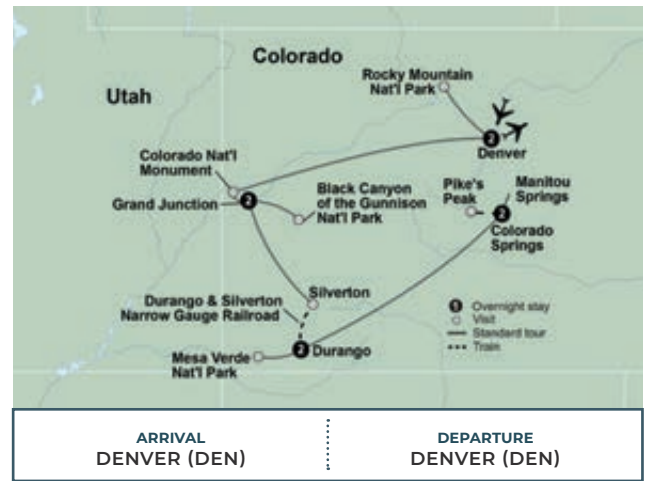 Colorado
Utah
Rocky Mountain
Nat'l Park
2
Denver
Colorado Nat'l
Monument
Grand Junction
2
Black Canyon
of the Gunnison
Nat'l Park
Pike's
Peak
Manitou
Springs
2
Colorado
Springs
Silverton
Durango & Silverton
Narrow Gauge Railroad
2
Durango
Mesa Verde
Nat'l Park
1
Overnight stay
Visit
Standard tour
Train
ARRIVAL
DENVER (DEN)
DEPARTURE
DENVER (DEN)